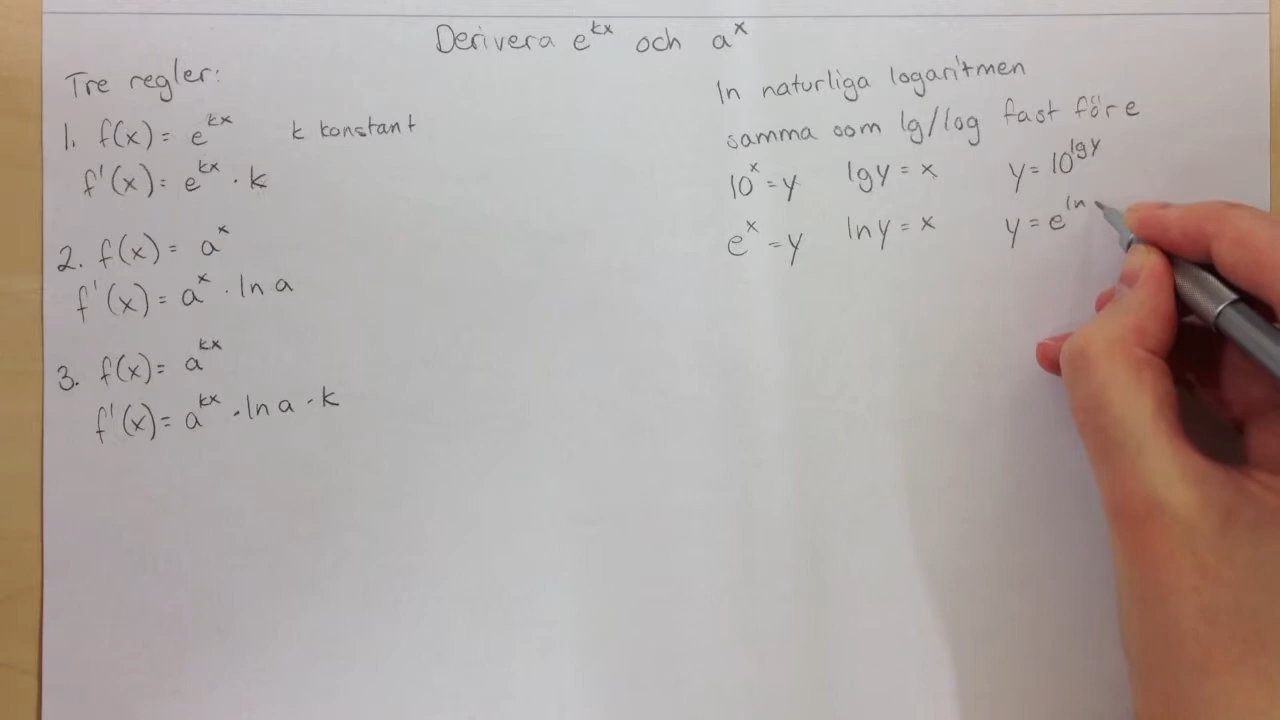 Derivera e^kx och a^x
Tre regler:
1. f(x) = e^kx   k konstant
f'(x) = e^kx · k
2. f(x) = a^x
f'(x) = a^x · ln a
3. f(x) = a^kx
f'(x) = a^kx · ln a · k
ln naturliga logaritmen
samma som lg/log fast före
10^x = y   lg y = x   y = 10^lg y
e^x = y   ln y = x   y = e^ln